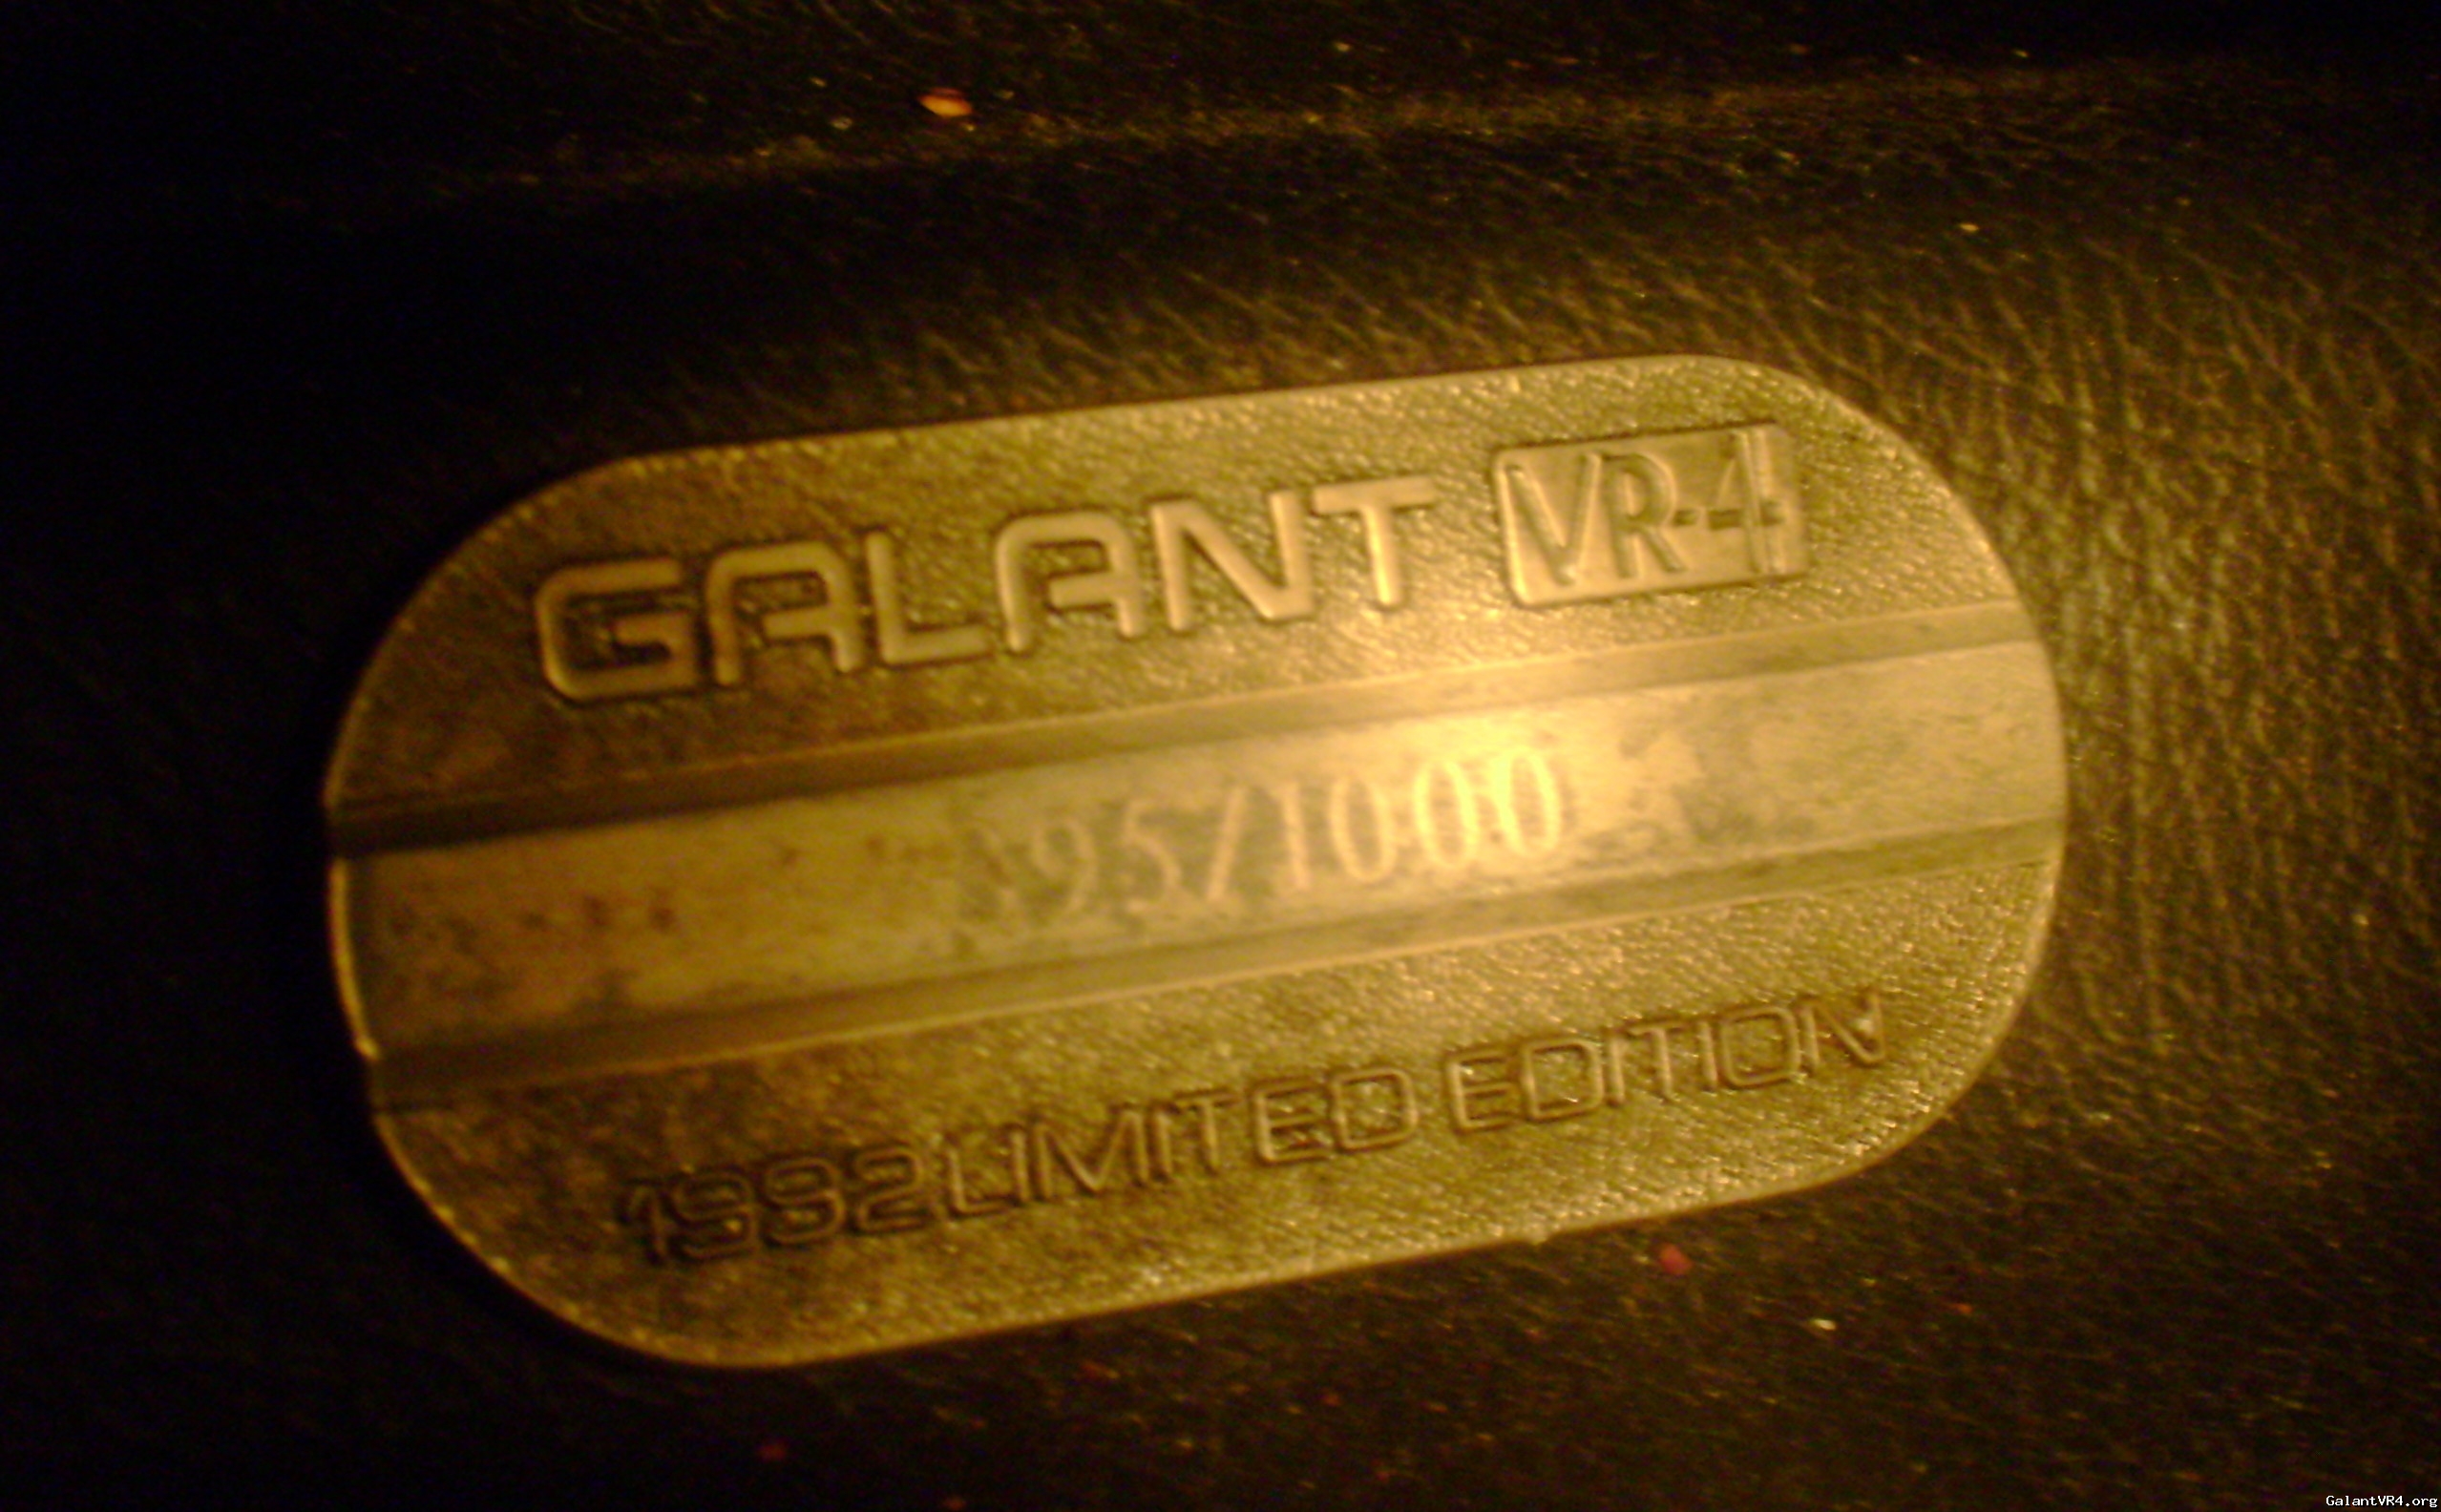 GALANT VR-4
1992 LIMITED EDITION
GalantVR4.org